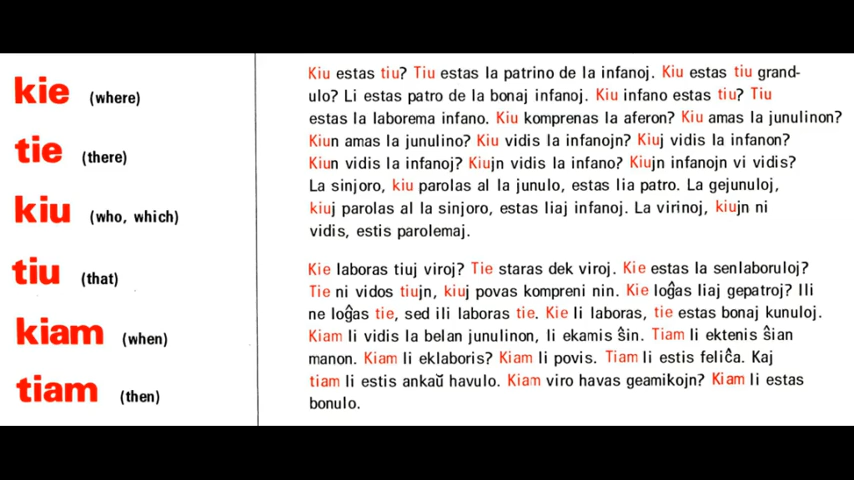 kie (where)
tie (there)
kiu (who, which)
tiu (that)
kiam (when)
tiam (then)
Kiu estas tiu? Tiu estas la patrino de la infanoj. Kiu estas tiu grand-
ulo? Li estas patro de la bonaj infanoj. Kiu infano estas tiu? Tiu
estas la laborema infano. Kiu komprenas la aferon? Kiu amas la junulinon?
Kiun amas la junulino? Kiu vidis la infanojn? Kiuj vidis la infanon?
Kiun vidis la infanoj? Kiujn vidis la infano? Kiujn infanojn vi vidis?
La sinjoro, kiu parolas al la junulo, estas lia patro. La gejunuloj,
kiuj parolas al la sinjoro, estas liaj infanoj. La virinoj, kiujn ni
vidis, estis parolemaj.
Kie laboras tiuj viroj? Tie staras dek viroj. Kie estas la senlaboruloj?
Tie ni vidos tiujn, kiuj povas kompreni nin. Kie loĝas liaj gepatroj? Ili
ne loĝas tie, sed ili laboras tie. Kie li laboras, tie estas bonaj kunuloj.
Kiam li vidis la belan junulinon, li ekamis ŝin. Tiam li ektenis ŝian
manon. Kiam li eklaboris? Kiam li povis. Tiam li estis feliĉa. Kaj
tiam li estis ankaŭ havulo. Kiam viro havas geamikojn? Kiam li estas
bonulo.